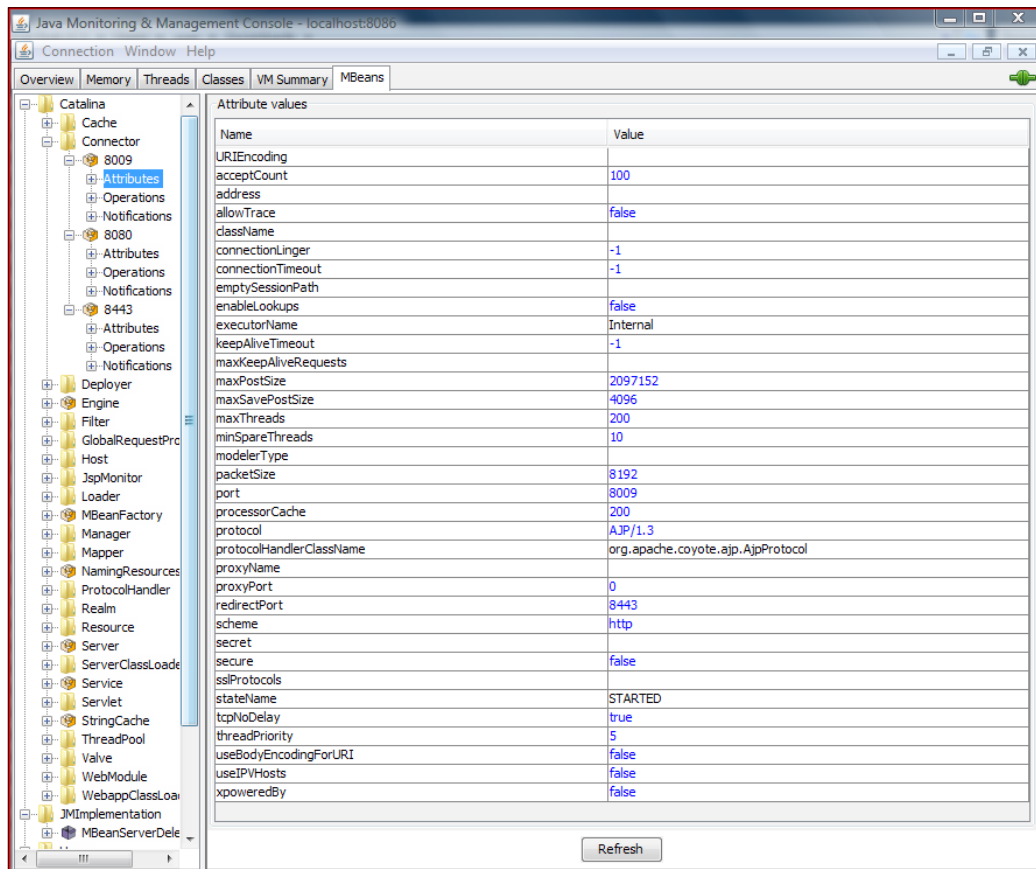 Java Monitoring & Management Console - localhost:8086
Connection Window Help
Overview Memory Threads Classes VM Summary MBeans
Catalina
Cache
Connector
8009
Attributes
Operations
Notifications
8080
Attributes
Operations
Notifications
8443
Attributes
Operations
Notifications
Deployer
Engine
Filter
GlobalRequestPro
Host
JspMonitor
Loader
MBeanFactory
Manager
Mapper
NamingResources
ProtocolHandler
Realm
Resource
Server
ServerClassLoade
Service
Servlet
StringCache
ThreadPool
Valve
WebModule
WebappClassLoa
JMImplementation
MBeanServerDele
Attribute values
Name Value
URIEncoding
acceptCount 100
address
allowTrace false
className
connectionLinger -1
connectionTimeout -1
emptySessionPath
enableLookups false
executorName Internal
keepAliveTimeout -1
maxKeepAliveRequests
maxPostSize 2097152
maxSavePostSize 4096
maxThreads 200
minSpareThreads 10
modelerType
packetSize 8192
port 8009
processorCache 200
protocol AJP/1.3
protocolHandlerClassName org.apache.coyote.ajp.AjpProtocol
proxyName
proxyPort 0
redirectPort 8443
scheme http
secret
secure false
sslProtocols
stateName STARTED
tcpNoDelay true
threadPriority 5
useBodyEncodingForURI false
useIPVHosts false
xpoweredBy false
Refresh